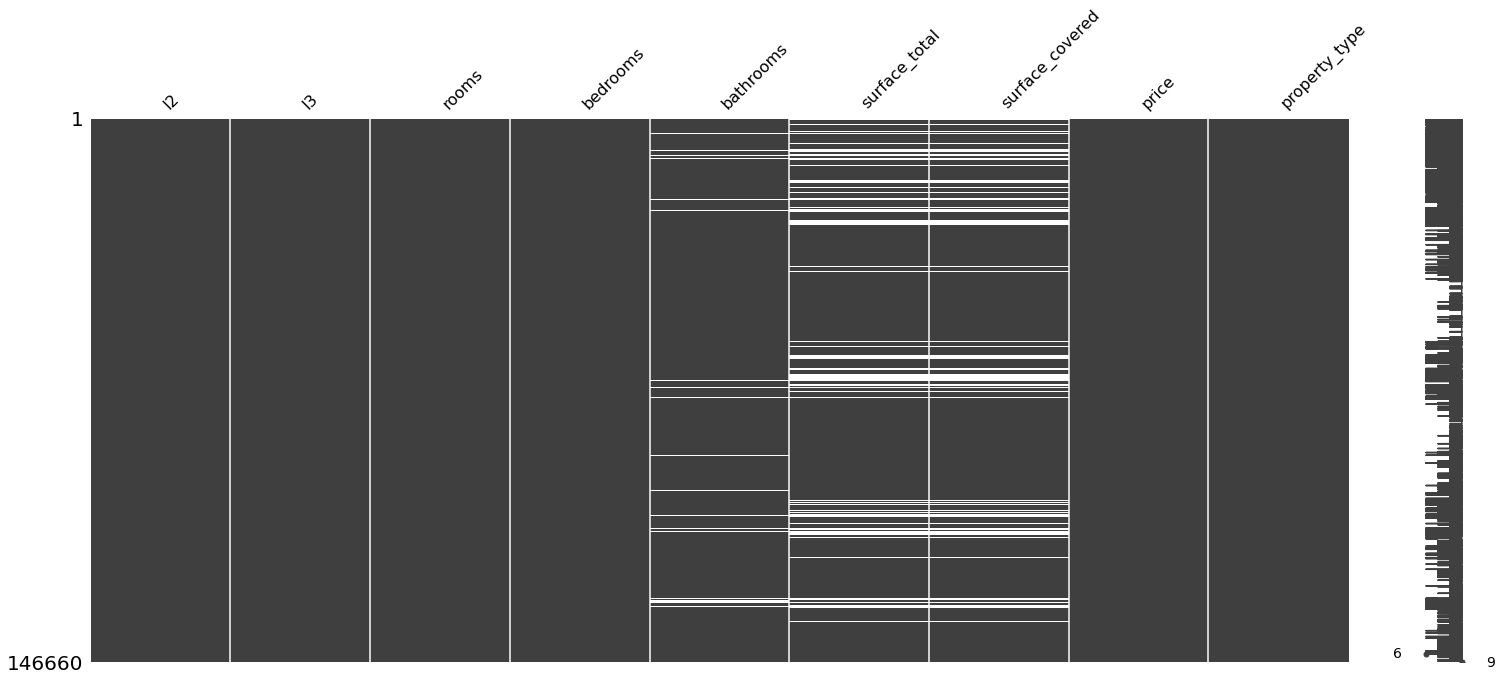 l2
l3
rooms
bedrooms
bathrooms
surface_total
surface_covered
price
property_type
1
146660
6
9